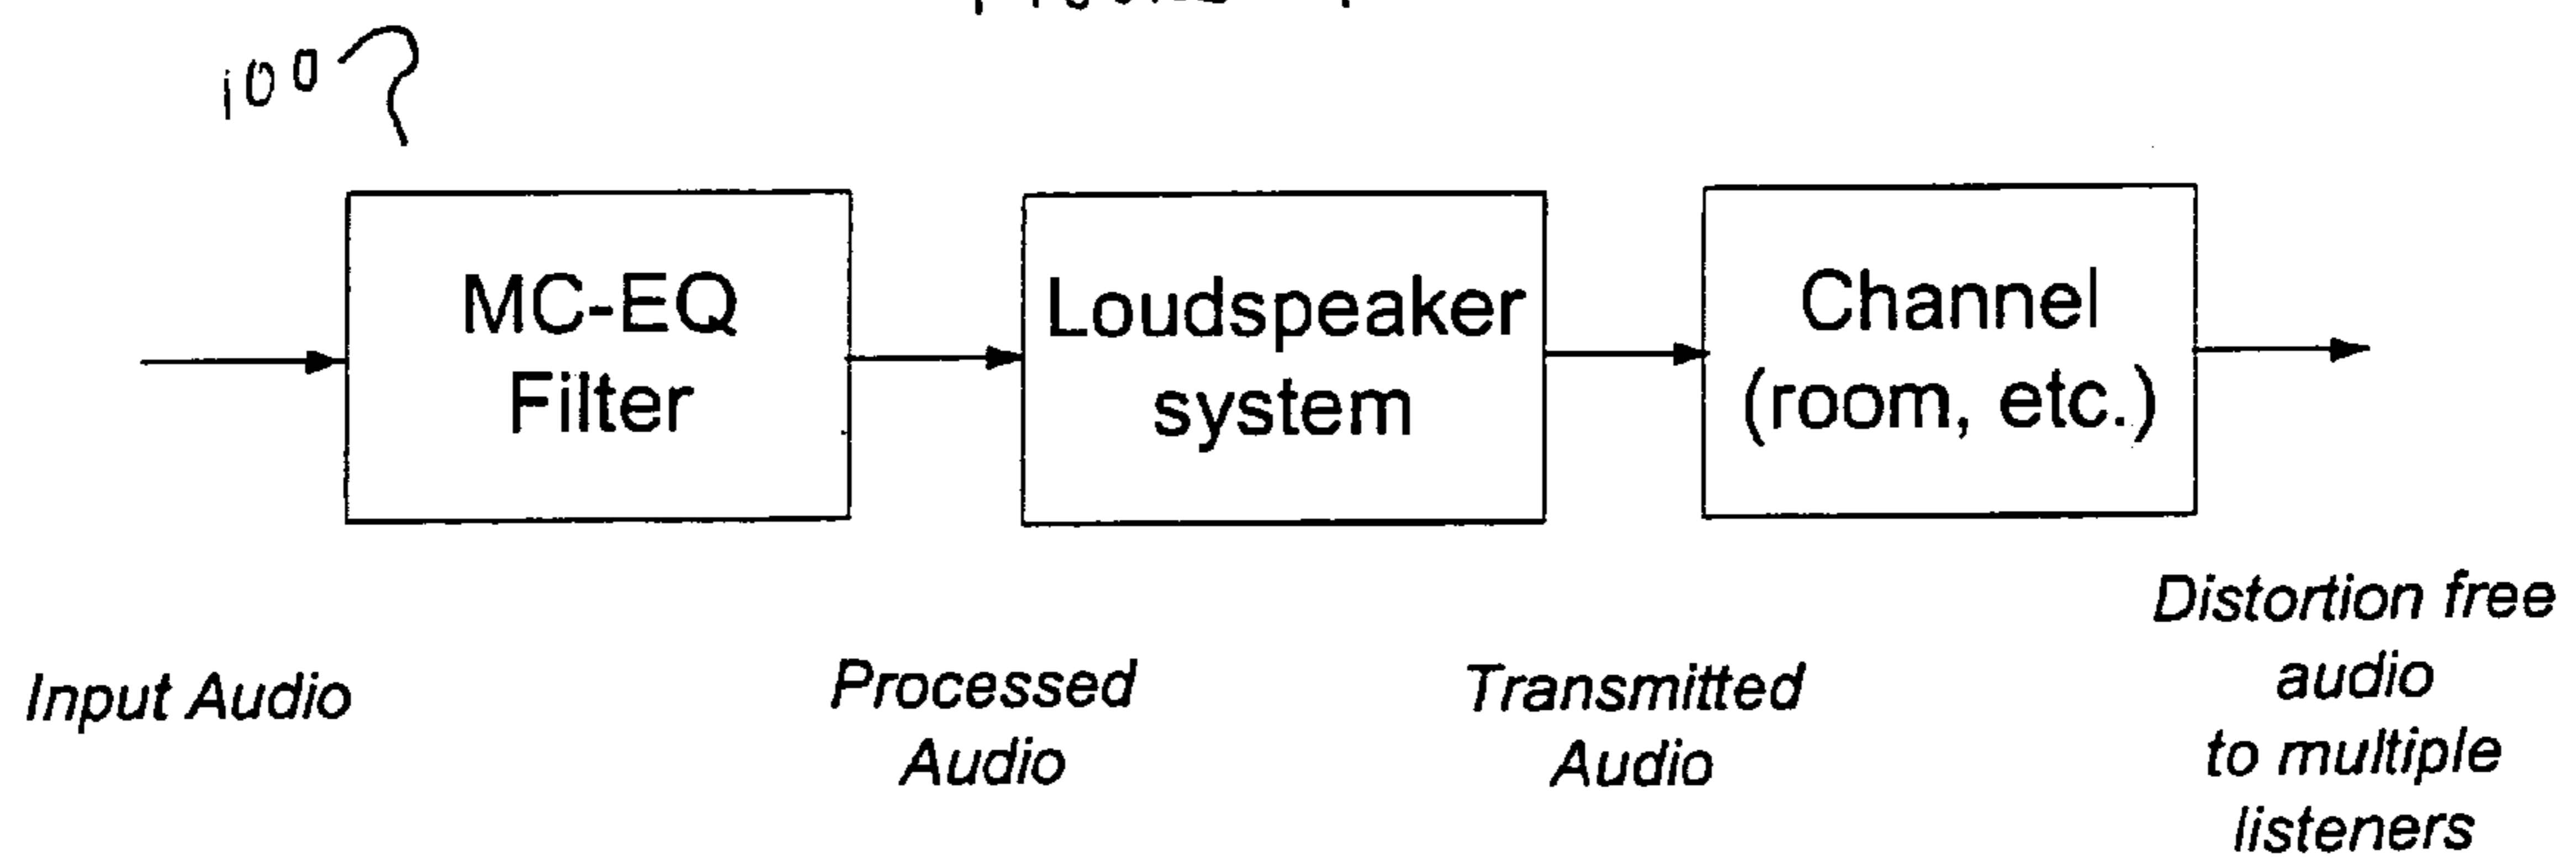 100
MC-EQ
Filter
Loudspeaker
system
Channel
(room, etc.)
Input Audio
Processed
Audio
Transmitted
Audio
Distortion free
audio
to multiple
listeners